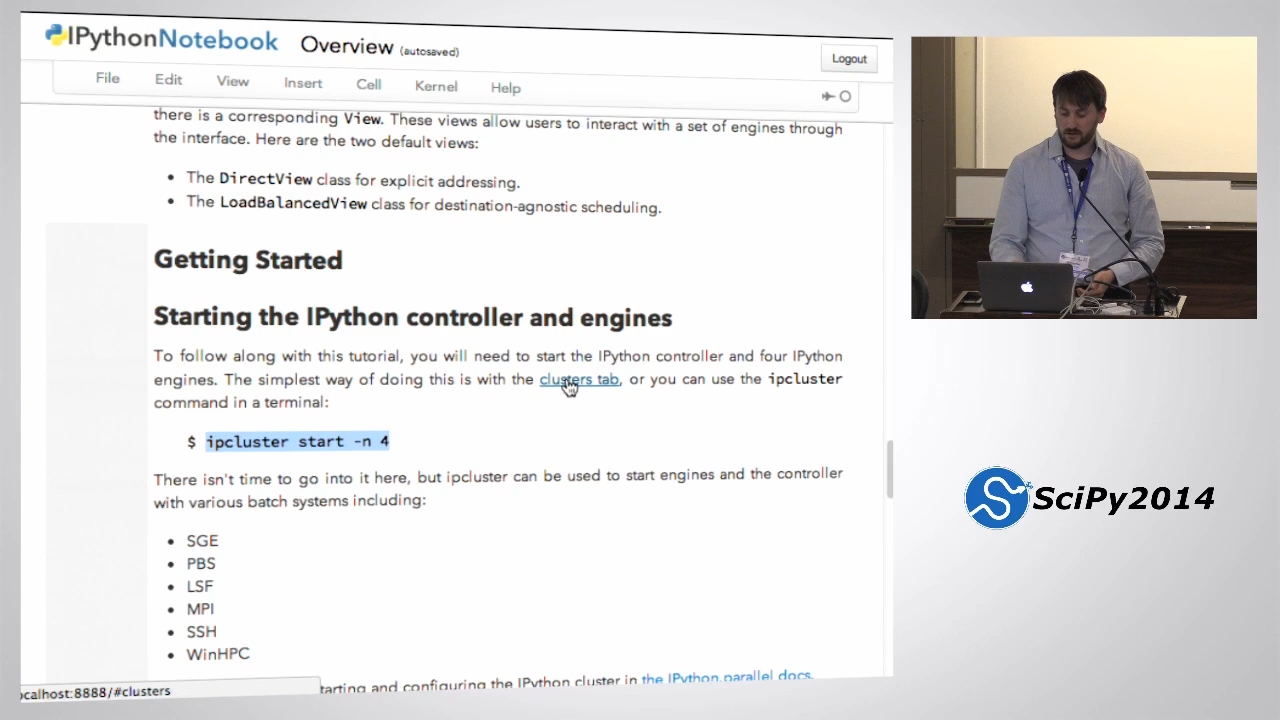 IPythonNotebook Overview (autosaved)
Logout
File Edit View Insert Cell Kernel Help
there is a corresponding View. These views allow users to interact with a set of engines through
the interface. Here are the two default views:
• The DirectView class for explicit addressing.
• The LoadBalancedView class for destination-agnostic scheduling.
Getting Started
Starting the IPython controller and engines
To follow along with this tutorial, you will need to start the IPython controller and four IPython
engines. The simplest way of doing this is with the clusters tab, or you can use the ipcluster
command in a terminal:
$ ipcluster start -n 4
There isn't time to go into it here, but ipcluster can be used to start engines and the controller
with various batch systems including:
• SGE
• PBS
• LSF
• MPI
• SSH
• WinHPC
tarting and configuring the IPython cluster in the IPython.parallel docs.
ocalhost:8888/#clusters
SciPy2014